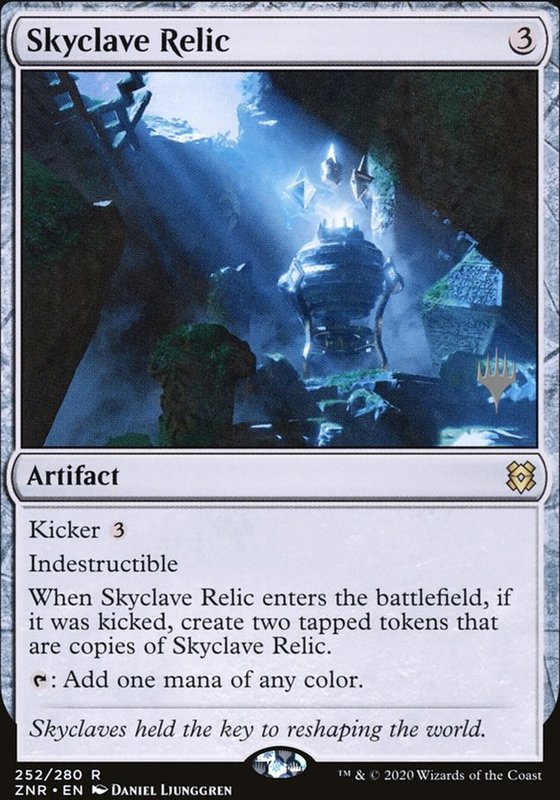 Skyclave Relic 3
Artifact
Kicker 3
Indestructible
When Skyclave Relic enters the battlefield, if
it was kicked, create two tapped tokens that
are copies of Skyclave Relic.
: Add one mana of any color.
Skyclaves held the key to reshaping the world.
252/280 R
ZNR • EN Daniel Ljunggren
™ & © 2020 Wizards of the Coast